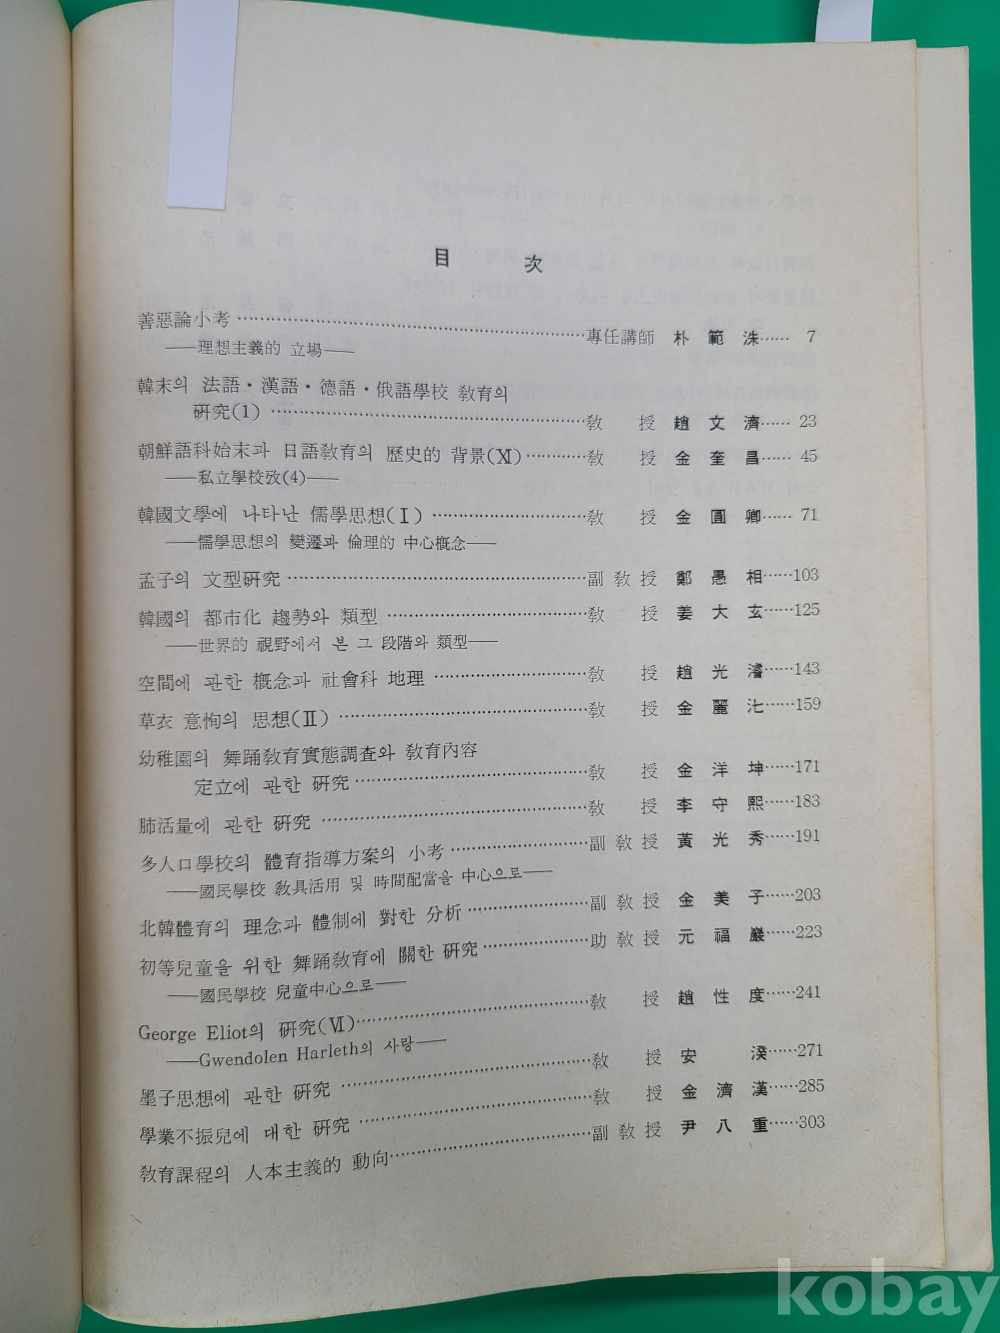 目 次
善惡論小考 …… 專任講師 朴範洙 …… 7
——理想主義的 立場——
韓末의 法語・漢語・德語・俄語學校 敎育의
硏究(1) …… 敎 授 趙文濟 …… 23
朝鮮語科始末과 日語敎育의 歷史的 背景(Ⅺ) …… 敎 授 金奎昌 …… 45
——私立學校攷(4)——
韓國文學에 나타난 儒學思想(Ⅰ) …… 敎 授 金圓卿 …… 71
——儒學思想의 變遷과 倫理的 中心槪念——
孟子의 文型硏究 …… 副敎授 鄭愚相 …… 103
韓國의 都市化 趨勢와 類型 …… 敎 授 姜大玄 …… 125
——世界的 視野에서 본 그 段階와 類型——
空間에 관한 槪念과 社會科 地理 …… 敎 授 趙光濬 …… 143
草衣 意恂의 思想(Ⅱ) …… 敎 授 金麗 …… 159
幼稚園의 舞踊敎育實態調査와 敎育內容
定立에 관한 硏究 …… 敎 授 金洋坤 …… 171
肺活量에 관한 硏究 …… 敎 授 李守熙 …… 183
多人口學校의 體育指導方案의 小考 …… 副敎授 黃光秀 …… 191
——國民學校 敎具活用 및 時間配當을 中心으로——
北韓體育의 理念과 體制에 對한 分析 …… 副敎授 金美子 …… 203
初等兒童을 위한 舞踊敎育에 關한 硏究 …… 助敎授 元福巖 …… 223
——國民學校 兒童中心으로——
George Eliot의 硏究(Ⅵ) …… 敎 授 趙性度 …… 241
——Gwendolen Harleth의 사랑——
墨子思想에 관한 硏究 …… 敎 授 安 湀 …… 271
學業不振兒에 대한 硏究 …… 敎 授 金濟漢 …… 285
敎育課程의 人本主義的 動向 …… 副敎授 尹八重 …… 303
kobay